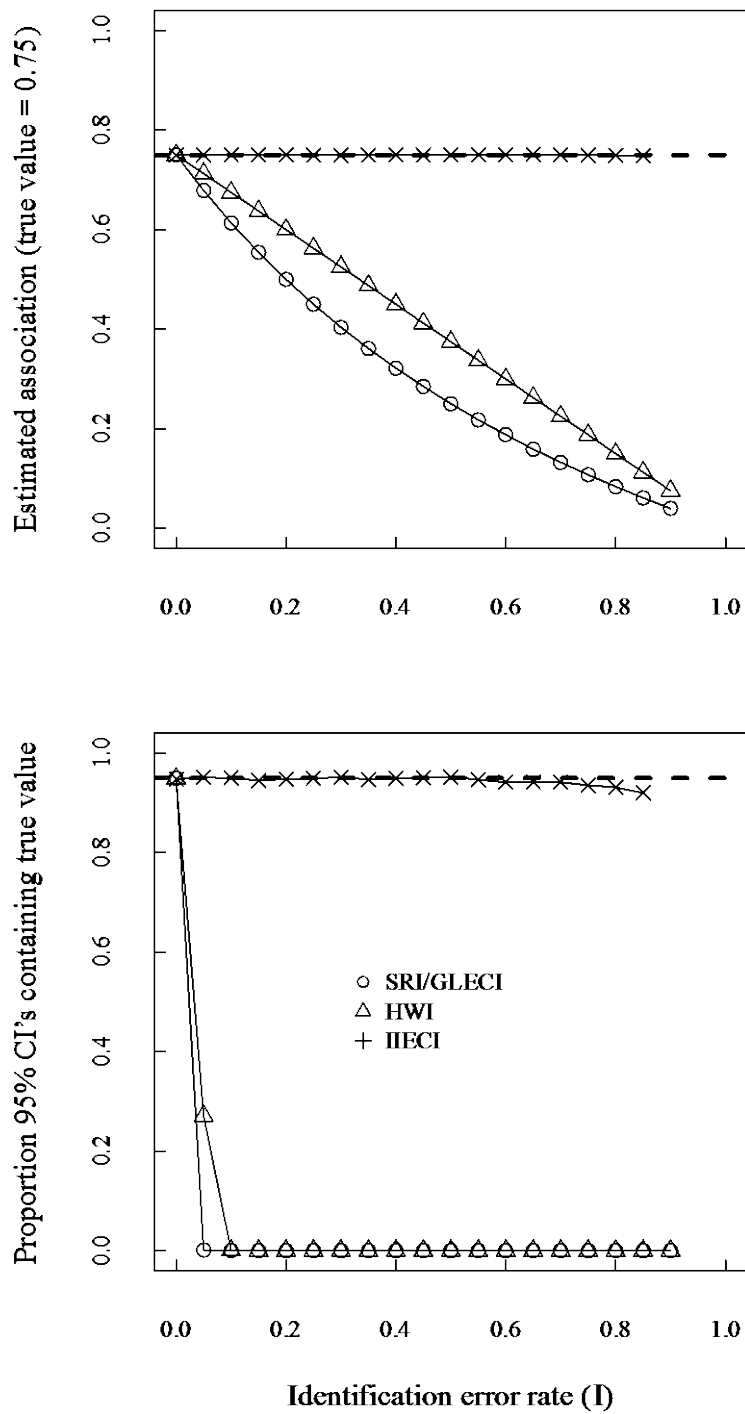 Estimated association (true value = 0.75)
1.0
0.8
0.6
0.4
0.2
0.0
0.0 0.2 0.4 0.6 0.8 1.0
Proportion 95% CI's containing true value
1.0
0.8
0.6
0.4
0.2
0.0
SRI/GLECI
HWI
IIECI
0.0 0.2 0.4 0.6 0.8 1.0
Identification error rate (I)